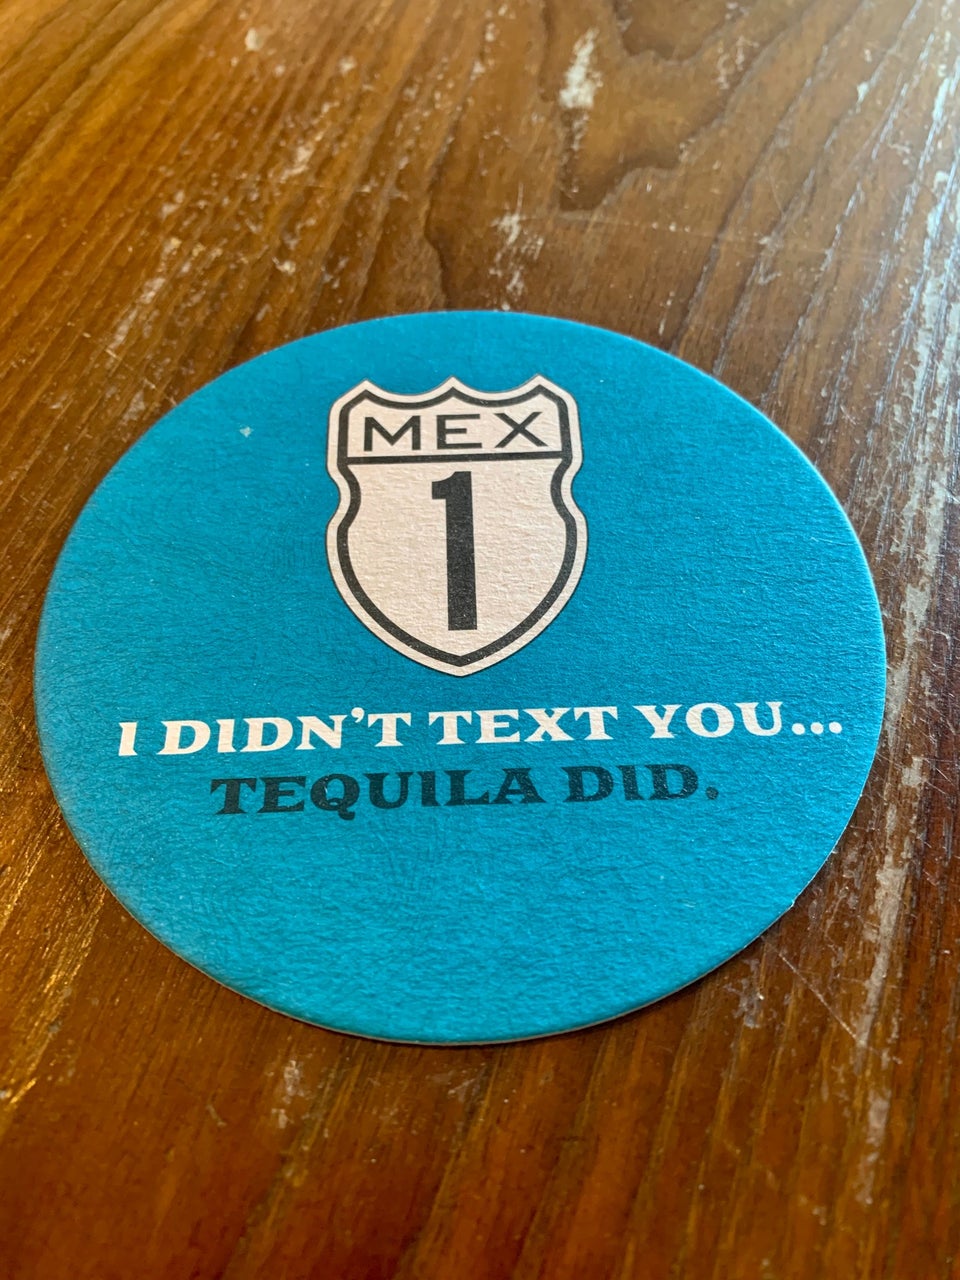 MEX
1
I DIDN'T TEXT YOU...
TEQUILA DID.